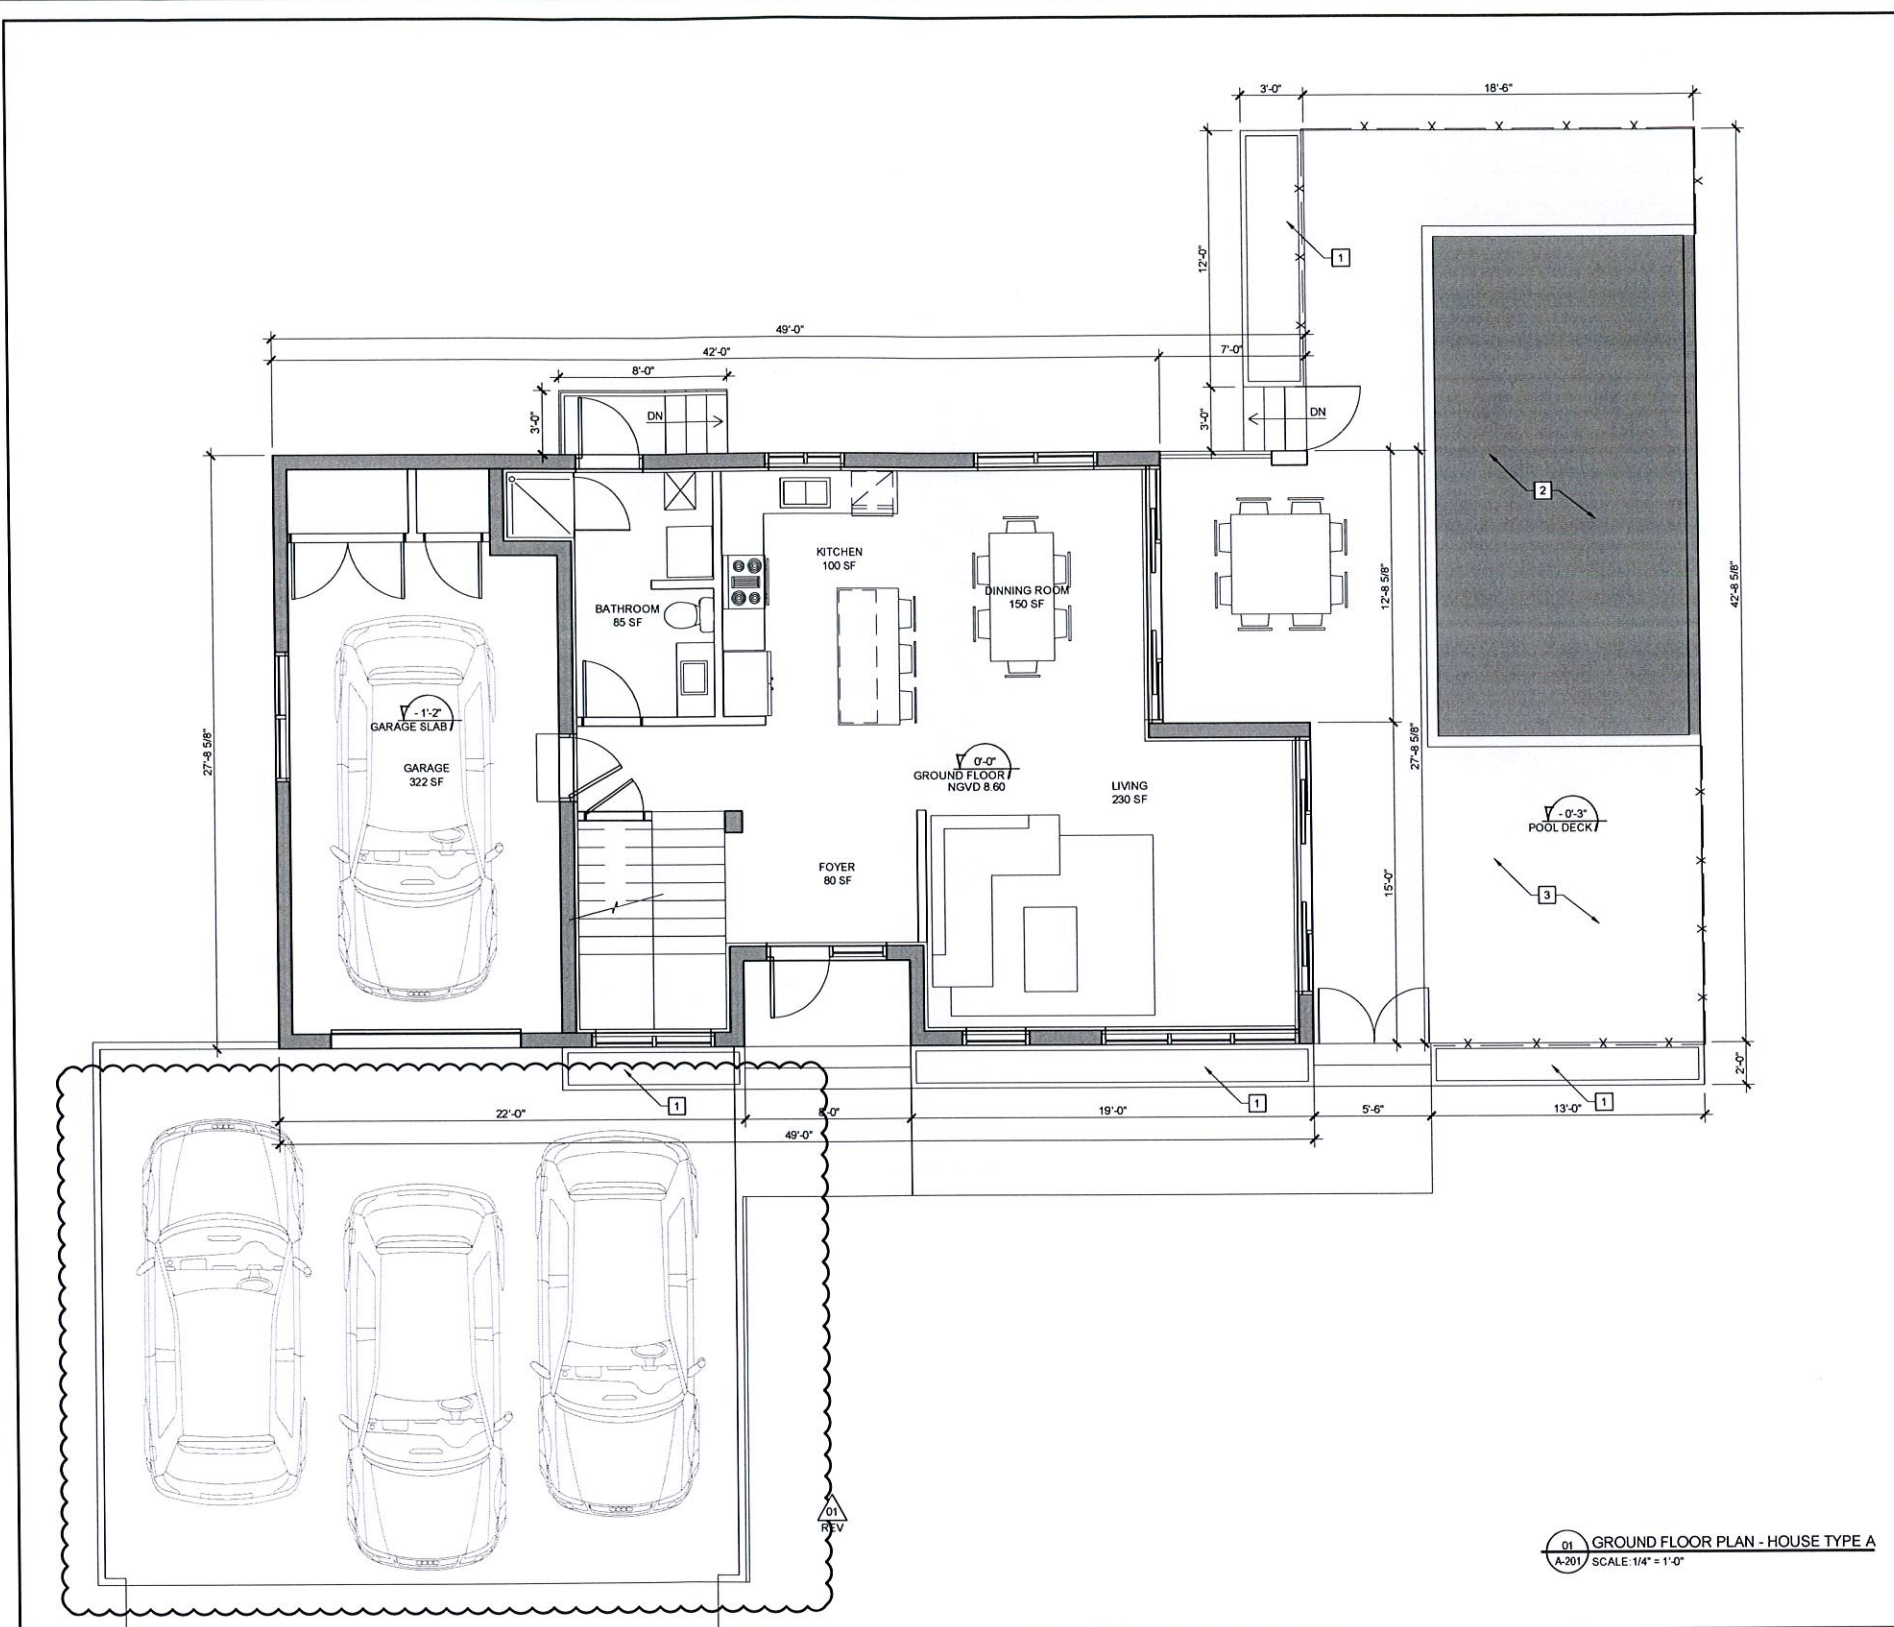 3'-0"
18'-6"
12'-0"
1
49'-0"
42'-0"
7'-0"
8'-0"
3'-0"
DN
3'-0"
DN
2
KITCHEN
100 SF
DINNING ROOM
150 SF
12'-8 5/8"
42'-8 5/8"
BATHROOM
85 SF
- 1'-2"
GARAGE SLAB
27'-8 5/8"
27'-8 5/8"
GARAGE
322 SF
0'-0"
GROUND FLOOR
NGVD 8.60
LIVING
230 SF
- 0'-3"
POOL DECK
FOYER
80 SF
15'-0"
3
2'-0"
1
1
1
22'-0"
8'-0"
19'-0"
5'-6"
13'-0"
49'-0"
01
REV
01
A-201
GROUND FLOOR PLAN - HOUSE TYPE A
SCALE:1/4" = 1'-0"